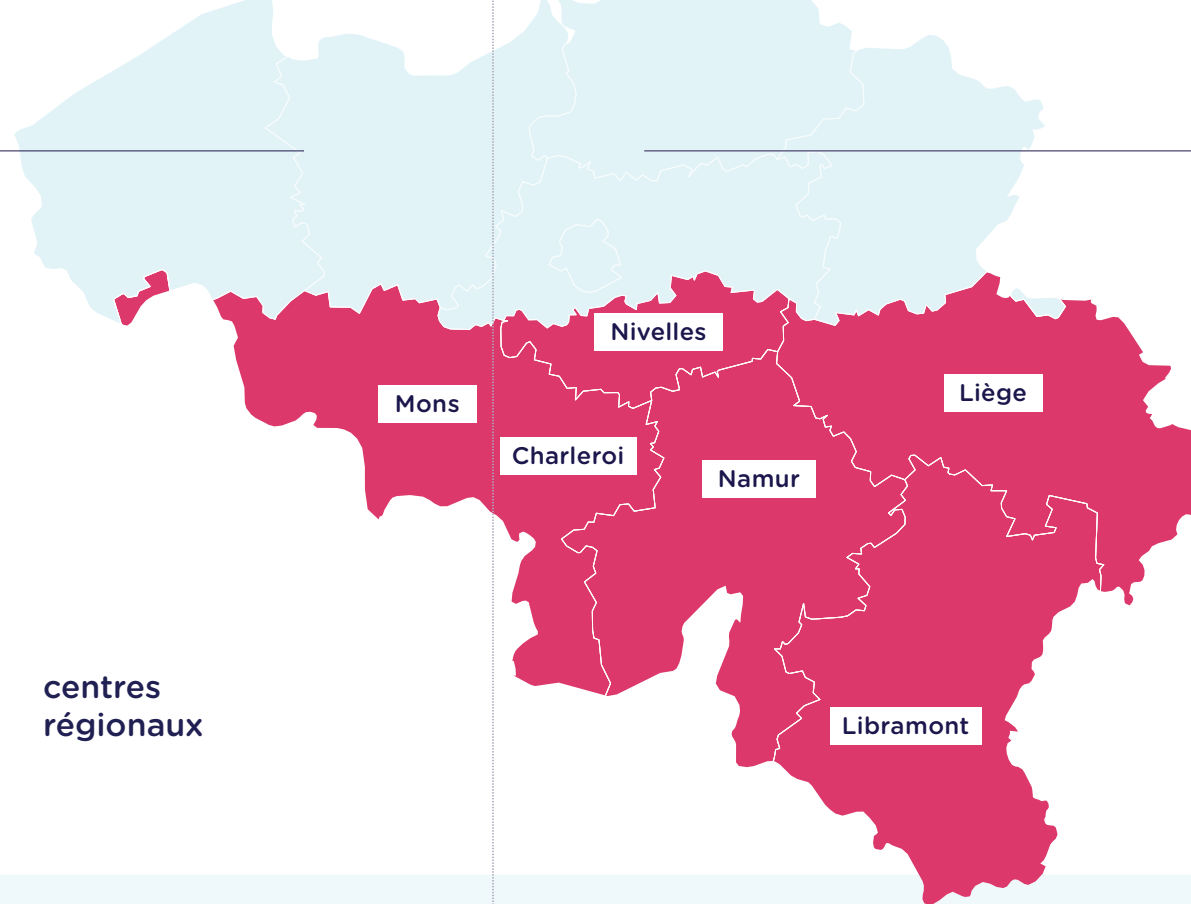 Nivelles
Liège
Mons
Charleroi
Namur
centres
régionaux
Libramont